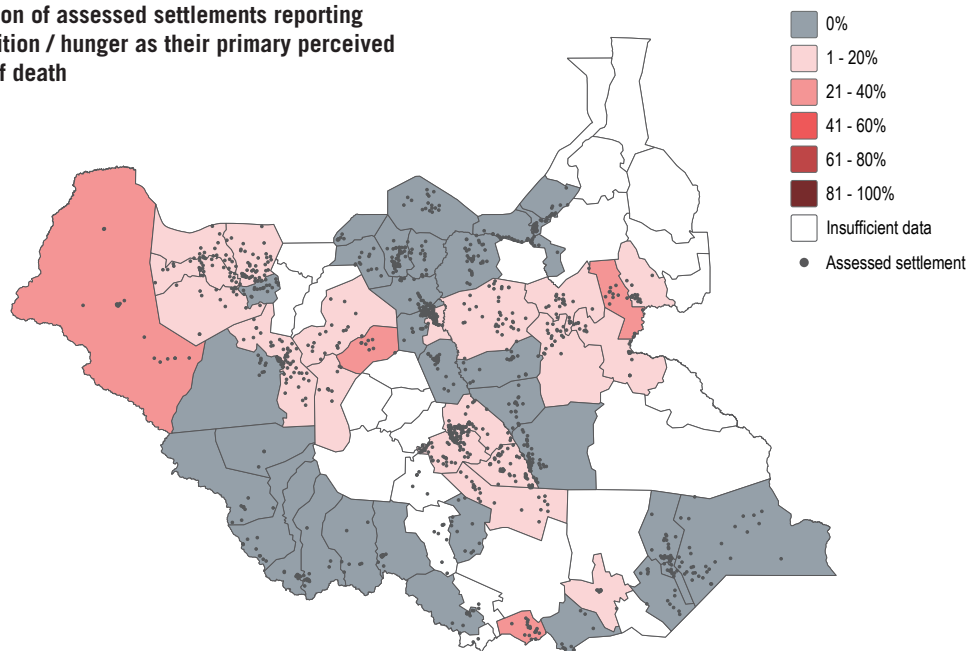 on of assessed settlements reporting
ition / hunger as their primary perceived
f death
0%
1 - 20%
21 - 40%
41 - 60%
61 - 80%
81 - 100%
Insufficient data
Assessed settlement